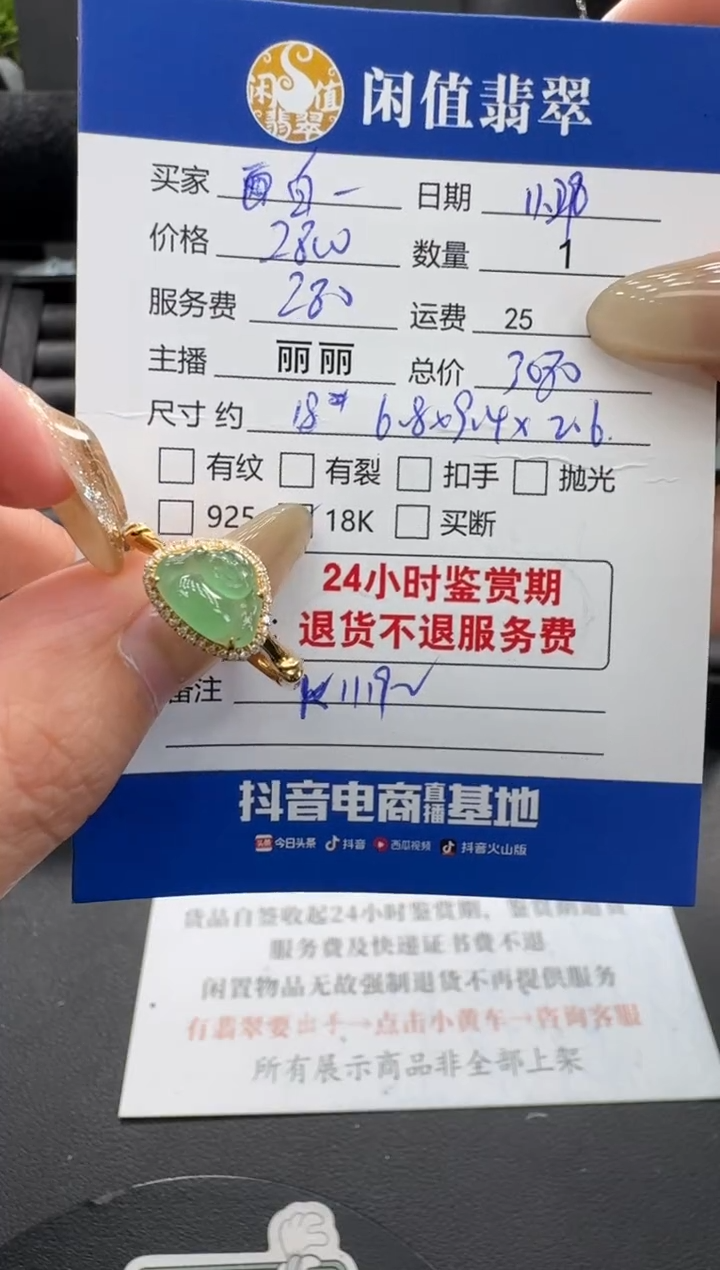 闲值翡翠
闲值翡翠
买家 日期
价格 2800 数量 1
服务费 280 运费 25
主播 丽丽 总价 3080
尺寸约 18# 6.8x9.4x2.6
有纹 有裂 扣手 抛光
925 18K 买断
24小时鉴赏期
退货不退服务费
备注 K1119
抖音电商直播基地
头条 今日头条 抖音 西瓜视频 抖音火山版
货品自签收起24小时鉴赏期，鉴赏期退货
服务费及快递证书费不退
闲置物品无故强制退货不再提供服务
有翡翠要出手→点击小黄车→咨询客服
所有展示商品非全部上架